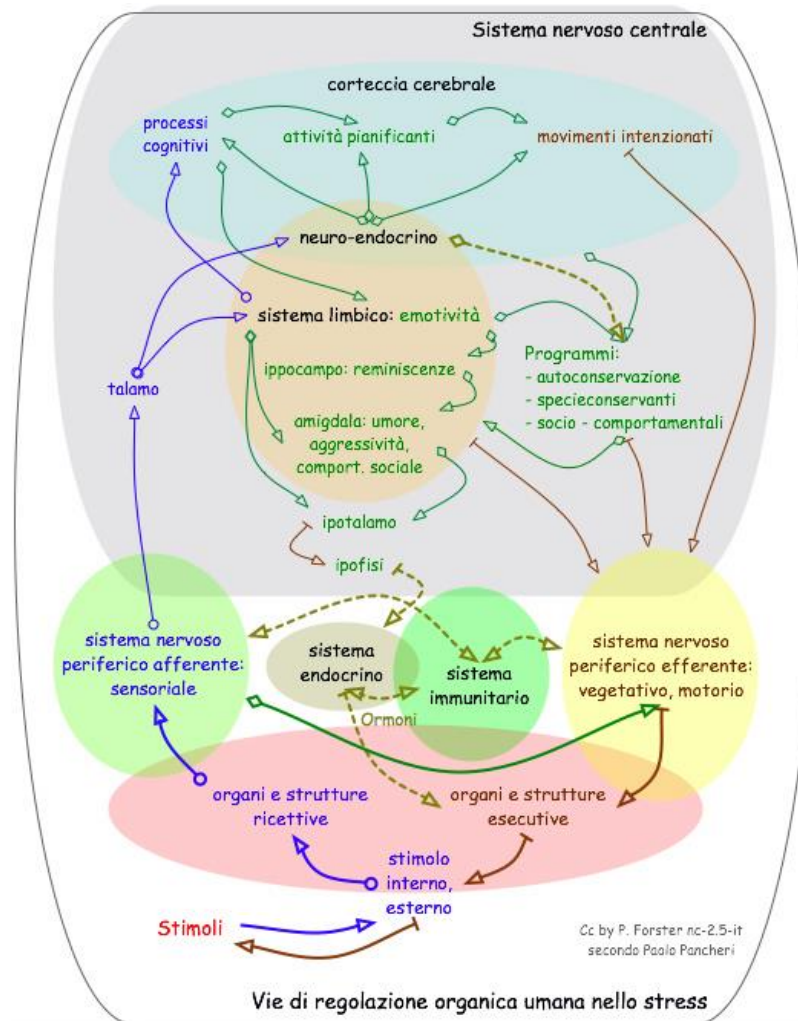 Sistema nervoso centrale
corteccia cerebrale
processi
cognitivi
attività pianificanti
movimenti intenzionati
neuro-endocrino
sistema limbico: emotività
ippocampo: reminiscenze
amigdala: umore,
aggressività,
comport. sociale
Programmi:
- autoconservazione
- specieconservanti
- socio - comportamentali
talamo
ipotalamo
ipofisi
sistema nervoso
periferico afferente:
sensoriale
sistema
endocrino
sistema
immunitario
sistema nervoso
periferico efferente:
vegetativo, motorio
Ormoni
organi e strutture
ricettive
organi e strutture
esecutive
stimolo
interno,
esterno
Stimoli
Cc by P. Forster nc-2.5-it
secondo Paolo Pancheri
Vie di regolazione organica umana nello stress